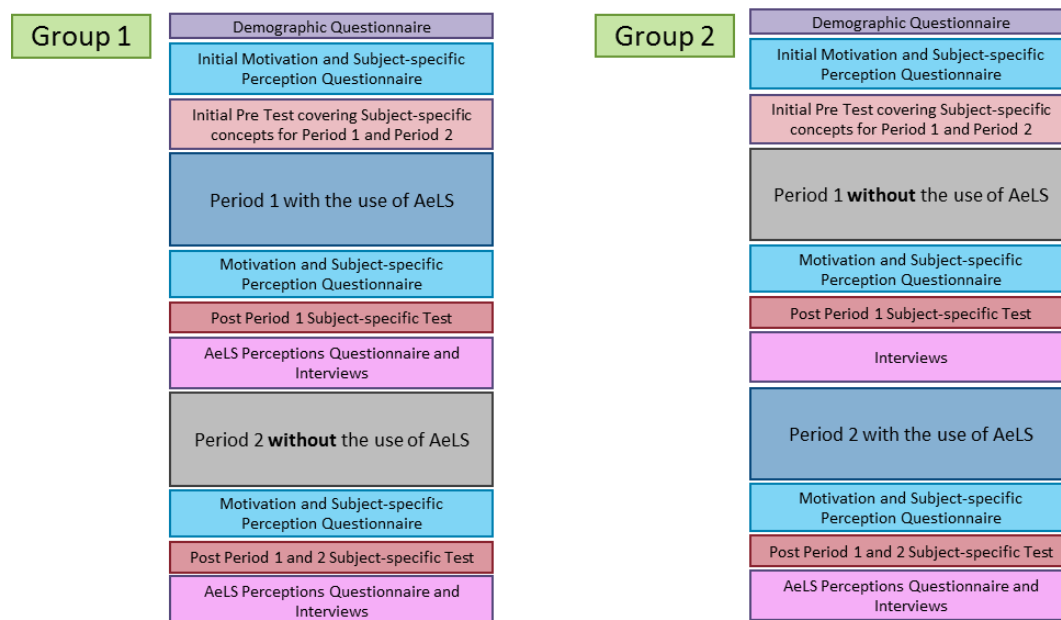 Group 1
Demographic Questionnaire
Initial Motivation and Subject-specific
Perception Questionnaire
Initial Pre Test covering Subject-specific
concepts for Period 1 and Period 2
Period 1 with the use of AeLS
Motivation and Subject-specific
Perception Questionnaire
Post Period 1 Subject-specific Test
AeLS Perceptions Questionnaire and
Interviews
Period 2 without the use of AeLS
Motivation and Subject-specific
Perception Questionnaire
Post Period 1 and 2 Subject-specific Test
AeLS Perceptions Questionnaire and
Interviews
Group 2
Demographic Questionnaire
Initial Motivation and Subject-specific
Perception Questionnaire
Initial Pre Test covering Subject-specific
concepts for Period 1 and Period 2
Period 1 without the use of AeLS
Motivation and Subject-specific
Perception Questionnaire
Post Period 1 Subject-specific Test
Interviews
Period 2 with the use of AeLS
Motivation and Subject-specific
Perception Questionnaire
Post Period 1 and 2 Subject-specific Test
AeLS Perceptions Questionnaire and
Interviews